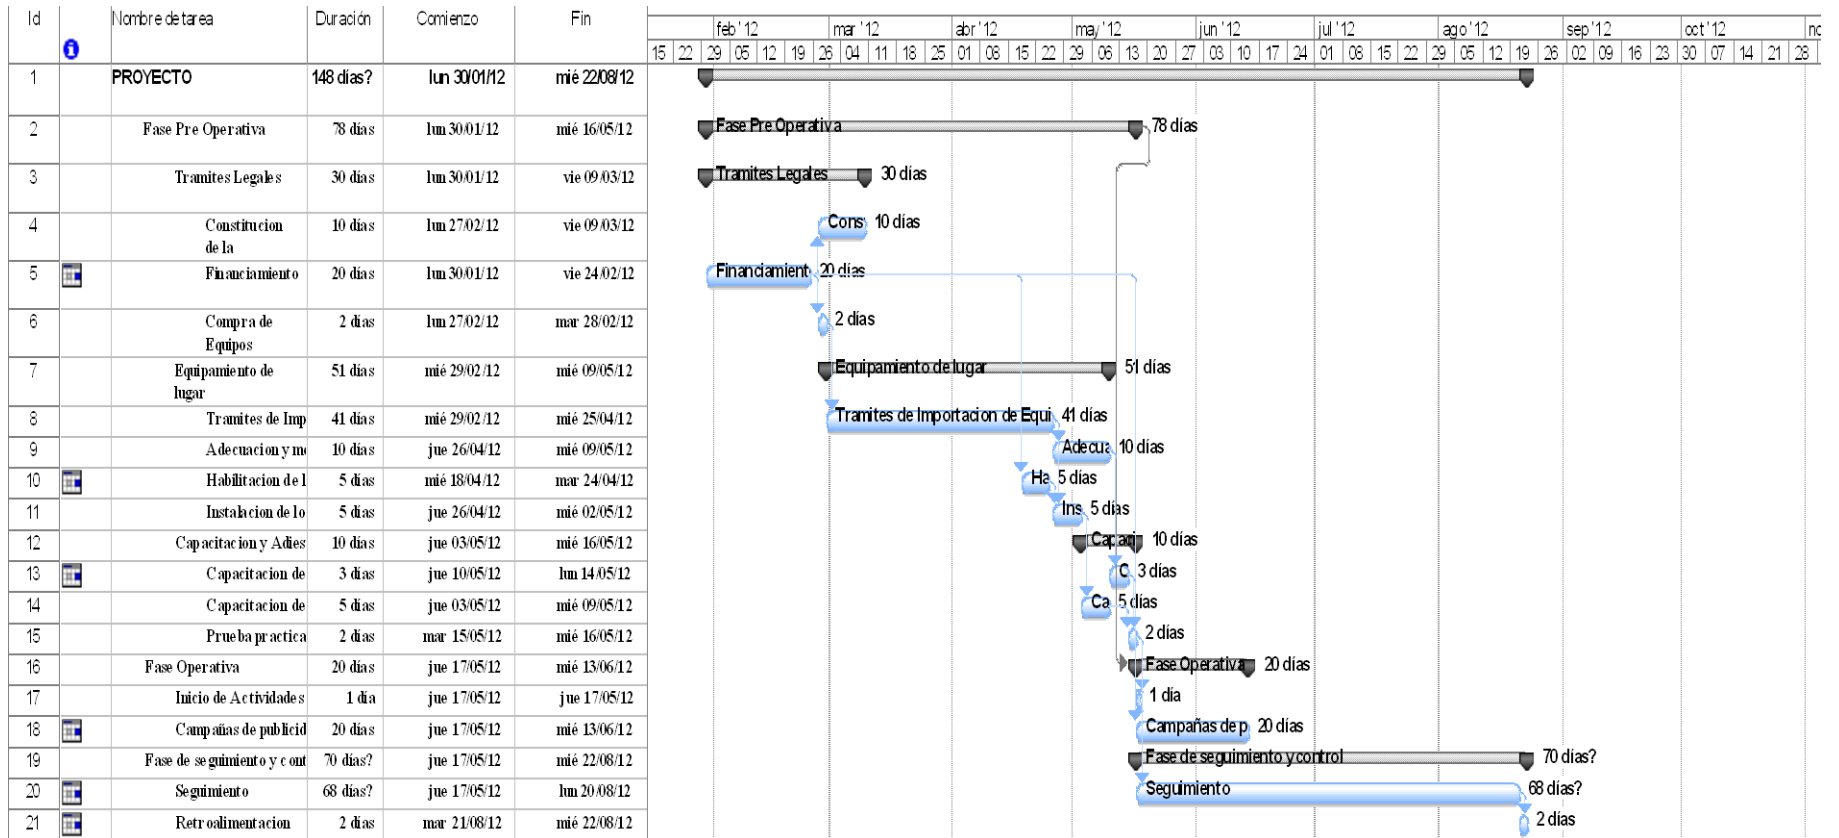 Id Nombre de tarea Duración Comienzo Fin
feb '12 mar '12 abr '12 may '12 jun '12 jul '12 ago '12 sep '12 oct '12 no
15 22 29 05 12 19 26 04 11 18 25 01 08 15 22 29 06 13 20 27 03 10 17 24 01 08 15 22 29 05 12 19 26 02 09 16 23 30 07 14 21 28
1 PROYECTO 148 días? lun 30/01/12 mié 22/08/12
2 Fase Pre Operativa 78 días lun 30/01/12 mié 16/05/12 Fase Pre Operativa 78 días
3 Tramites Legales 30 días lun 30/01/12 vie 09/03/12 Tramites Legales 30 días
4 Constitucion 10 días lun 27/02/12 vie 09/03/12 Cons 10 días
de la
5 Financiamiento 20 días lun 30/01/12 vie 24/02/12 Financiamient 20 días
6 Compra de 2 días lun 27/02/12 mar 28/02/12 2 días
Equipos
7 Equipamiento de 51 días mié 29/02/12 mié 09/05/12 Equipamiento de lugar 51 días
lugar
8 Tramites de Imp 41 días mié 29/02/12 mié 25/04/12 Tramites de Importacion de Equi 41 días
9 Adecuacion y mo 10 días jue 26/04/12 mié 09/05/12 Adecua 10 días
10 Habilitacion de l 5 días mié 18/04/12 mar 24/04/12 Ha 5 días
11 Instalacion de lo 5 días jue 26/04/12 mié 02/05/12 Ins 5 días
12 Capacitacion y Adies 10 días jue 03/05/12 mié 16/05/12 Capaci 10 días
13 Capacitacion de 3 días jue 10/05/12 lun 14/05/12 C 3 días
14 Capacitacion de 5 días jue 03/05/12 mié 09/05/12 Ca 5 días
15 Prueba practica 2 días mar 15/05/12 mié 16/05/12 2 días
16 Fase Operativa 20 días jue 17/05/12 mié 13/06/12 Fase Operativa 20 días
17 Inicio de Actividades 1 día jue 17/05/12 jue 17/05/12 1 día
18 Campañas de publicid 20 días jue 17/05/12 mié 13/06/12 Campañas de p 20 días
19 Fase de seguimiento y cont 70 días? jue 17/05/12 mié 22/08/12 Fase de seguimiento y control 70 días?
20 Seguimiento 68 días? jue 17/05/12 lun 20/08/12 Seguimiento 68 días?
21 Retroalimentacion 2 días mar 21/08/12 mié 22/08/12 2 días